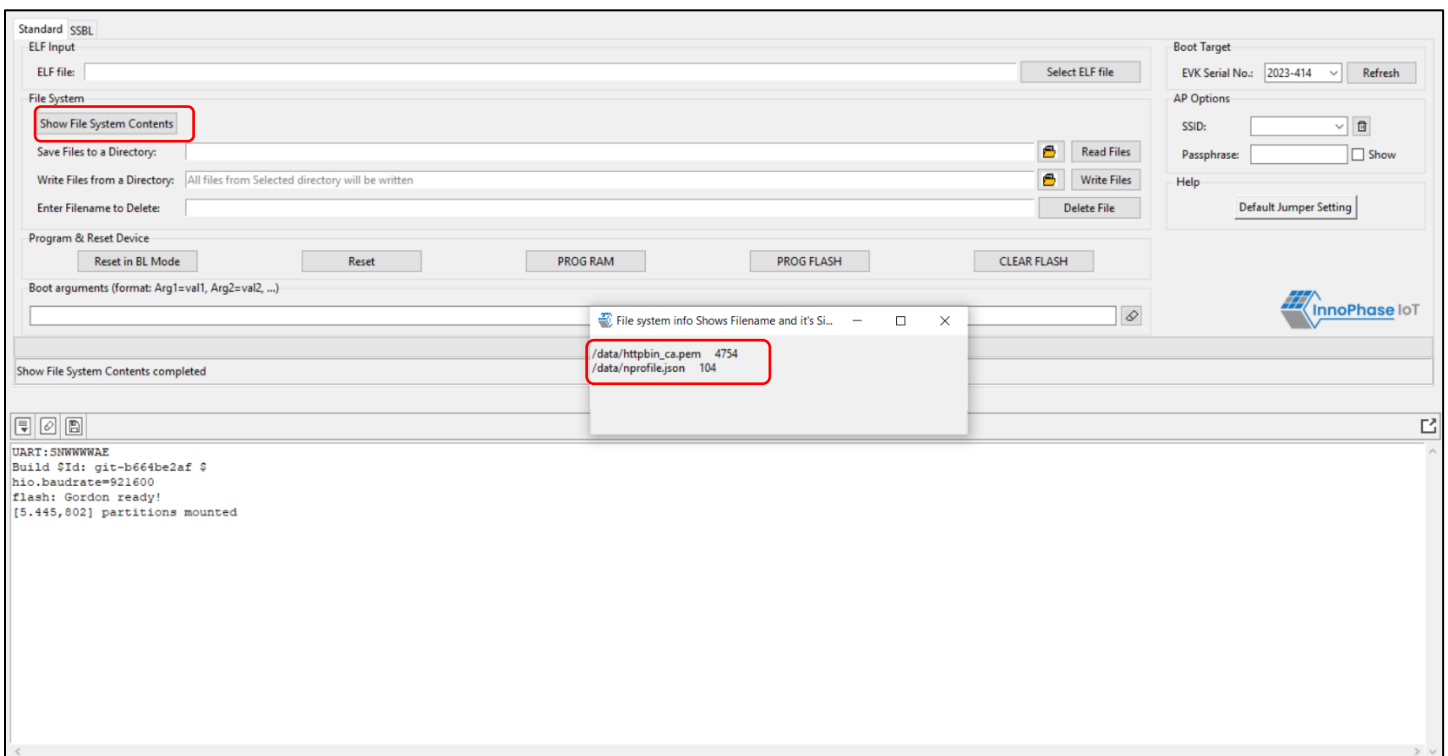 Standard SSBL
ELF Input
ELF file:
Select ELF file
Boot Target
EVK Serial No.: 2023-414 Refresh
File System
Show File System Contents
AP Options
SSID:
Save Files to a Directory:
Read Files
Passphrase:
Show
Write Files from a Directory: All files from Selected directory will be written
Write Files
Help
Enter Filename to Delete:
Delete File
Default Jumper Setting
Program & Reset Device
Reset in BL Mode Reset PROG RAM PROG FLASH CLEAR FLASH
Boot arguments (format: Arg1=val1, Arg2=val2, ...)
InnoPhase IoT
File system info Shows Filename and it's Si...
/data/httpbin_ca.pem 4754
/data/nprofile.json 104
Show File System Contents completed
UART:SNWWWWAE
Build $Id: git-b664be2af $
hio.baudrate=921600
flash: Gordon ready!
[5.445,802] partitions mounted